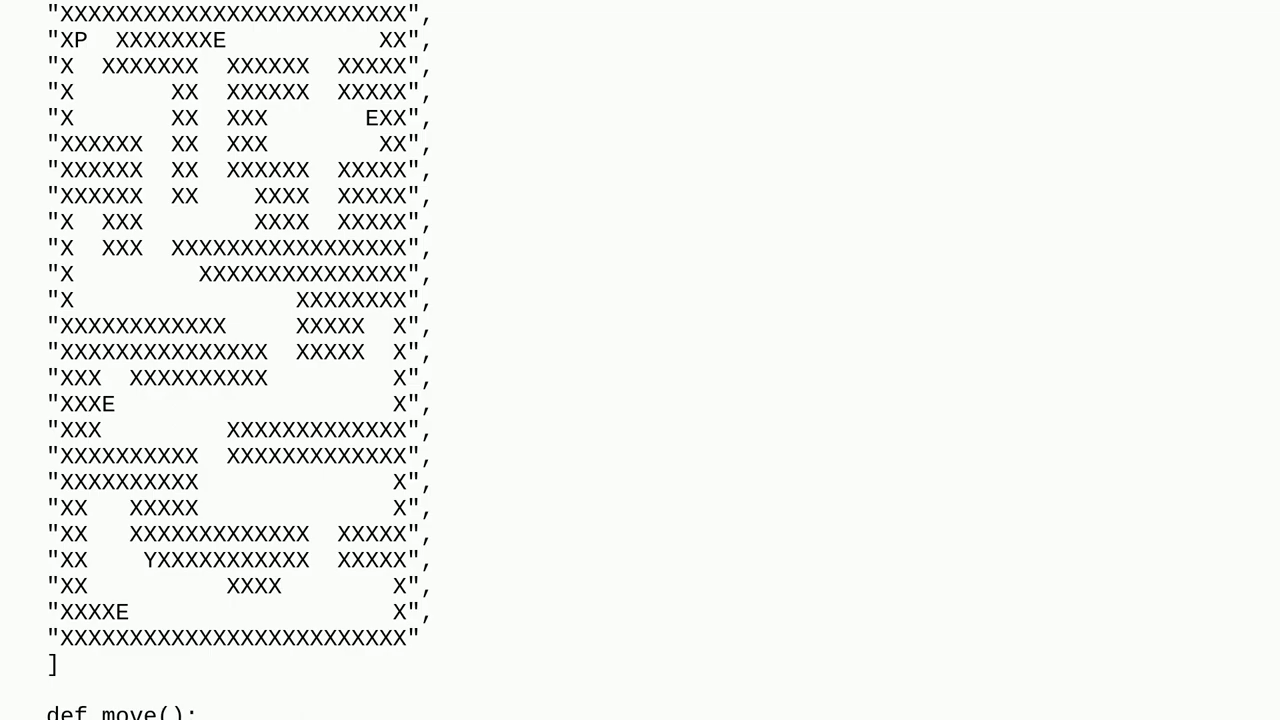 "XXXXXXXXXXXXXXXXXXXXXXXXX",
"XP  XXXXXXXE           XX",
"X  XXXXXXX  XXXXXX  XXXXX",
"X       XX  XXXXXX  XXXXX",
"X       XX  XXX       EXX",
"XXXXXX  XX  XXX        XX",
"XXXXXX  XX  XXXXXX  XXXXX",
"XXXXXX  XX    XXXX  XXXXX",
"X  XXX        XXXX  XXXXX",
"X  XXX  XXXXXXXXXXXXXXXXX",
"X         XXXXXXXXXXXXXXX",
"X                XXXXXXXX",
"XXXXXXXXXXXX     XXXXX  X",
"XXXXXXXXXXXXXXX  XXXXX  X",
"XXX  XXXXXXXXXX         X",
"XXXE                    X",
"XXX         XXXXXXXXXXXXX",
"XXXXXXXXXX  XXXXXXXXXXXXX",
"XXXXXXXXXX              X",
"XX   XXXXX              X",
"XX   XXXXXXXXXXXXX  XXXXX",
"XX    YXXXXXXXXXXX  XXXXX",
"XX          XXXX        X",
"XXXXE                   X",
"XXXXXXXXXXXXXXXXXXXXXXXXX"
]
def move():